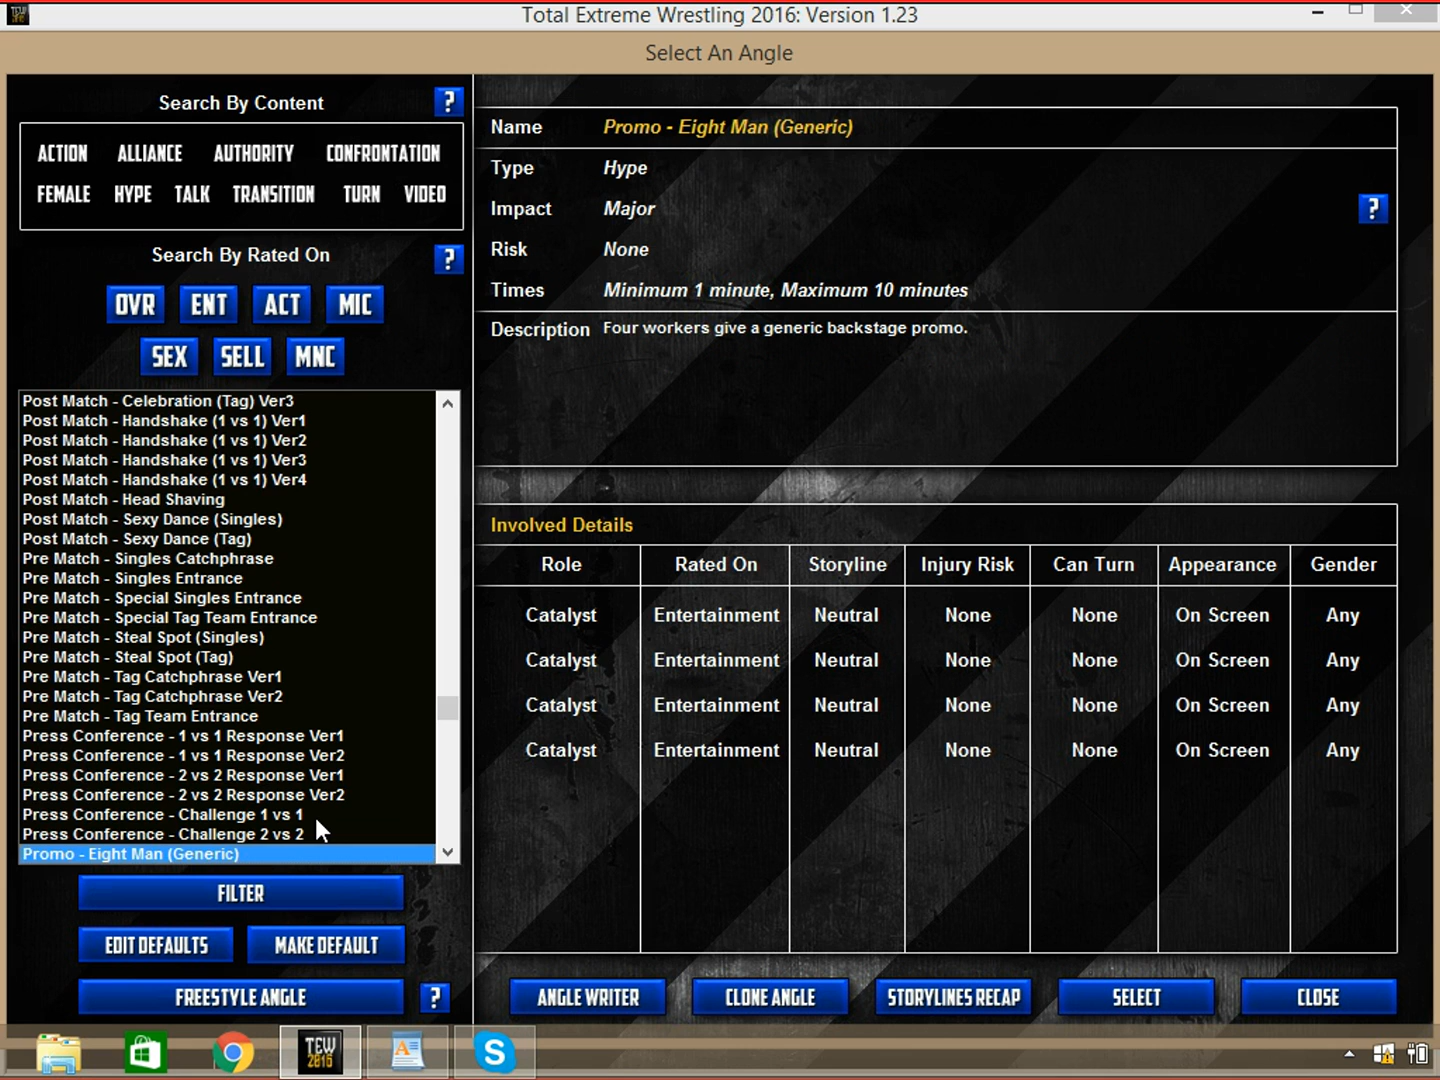 Total Extreme Wrestling 2016: Version 1.23
Select An Angle
Search By Content
?
ACTION ALLIANCE AUTHORITY CONFRONTATION
FEMALE HYPE TALK TRANSITION TURN VIDEO
Search By Rated On
?
OVR ENT ACT MIC
SEX SELL MNC
Post Match - Celebration (Tag) Ver3
Post Match - Handshake (1 vs 1) Ver1
Post Match - Handshake (1 vs 1) Ver2
Post Match - Handshake (1 vs 1) Ver3
Post Match - Handshake (1 vs 1) Ver4
Post Match - Head Shaving
Post Match - Sexy Dance (Singles)
Post Match - Sexy Dance (Tag)
Pre Match - Singles Catchphrase
Pre Match - Singles Entrance
Pre Match - Special Singles Entrance
Pre Match - Special Tag Team Entrance
Pre Match - Steal Spot (Singles)
Pre Match - Steal Spot (Tag)
Pre Match - Tag Catchphrase Ver1
Pre Match - Tag Catchphrase Ver2
Pre Match - Tag Team Entrance
Press Conference - 1 vs 1 Response Ver1
Press Conference - 1 vs 1 Response Ver2
Press Conference - 2 vs 2 Response Ver1
Press Conference - 2 vs 2 Response Ver2
Press Conference - Challenge 1 vs 1
Press Conference - Challenge 2 vs 2
Promo - Eight Man (Generic)
FILTER
EDIT DEFAULTS MAKE DEFAULT
FREESTYLE ANGLE ?
Name Promo - Eight Man (Generic)
Type Hype
Impact Major ?
Risk None
Times Minimum 1 minute, Maximum 10 minutes
Description Four workers give a generic backstage promo.
Involved Details
Role Rated On Storyline Injury Risk Can Turn Appearance Gender
Catalyst Entertainment Neutral None None On Screen Any
Catalyst Entertainment Neutral None None On Screen Any
Catalyst Entertainment Neutral None None On Screen Any
Catalyst Entertainment Neutral None None On Screen Any
ANGLE WRITER CLONE ANGLE STORYLINES RECAP SELECT CLOSE
TEW
2016
A
S